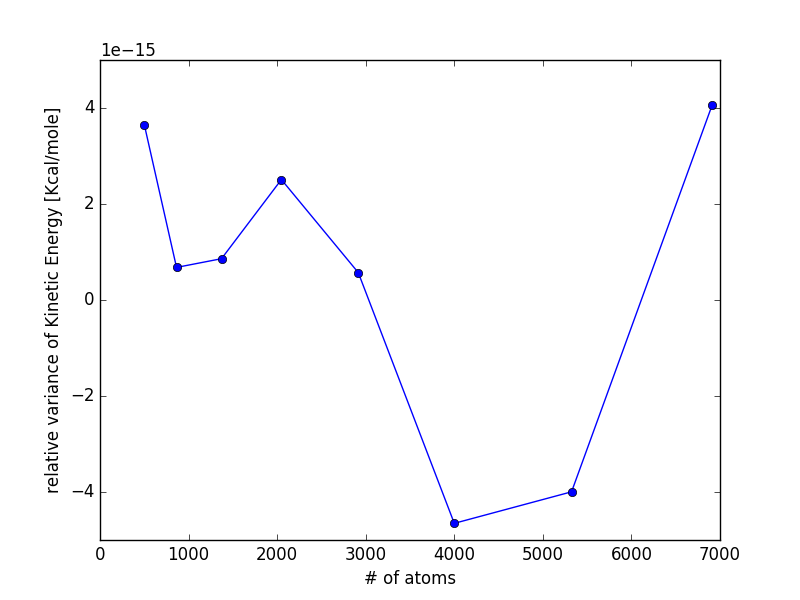 1e−15
4
2
0
−2
−4
relative variance of Kinetic Energy [Kcal/mole]
0 1000 2000 3000 4000 5000 6000 7000
# of atoms